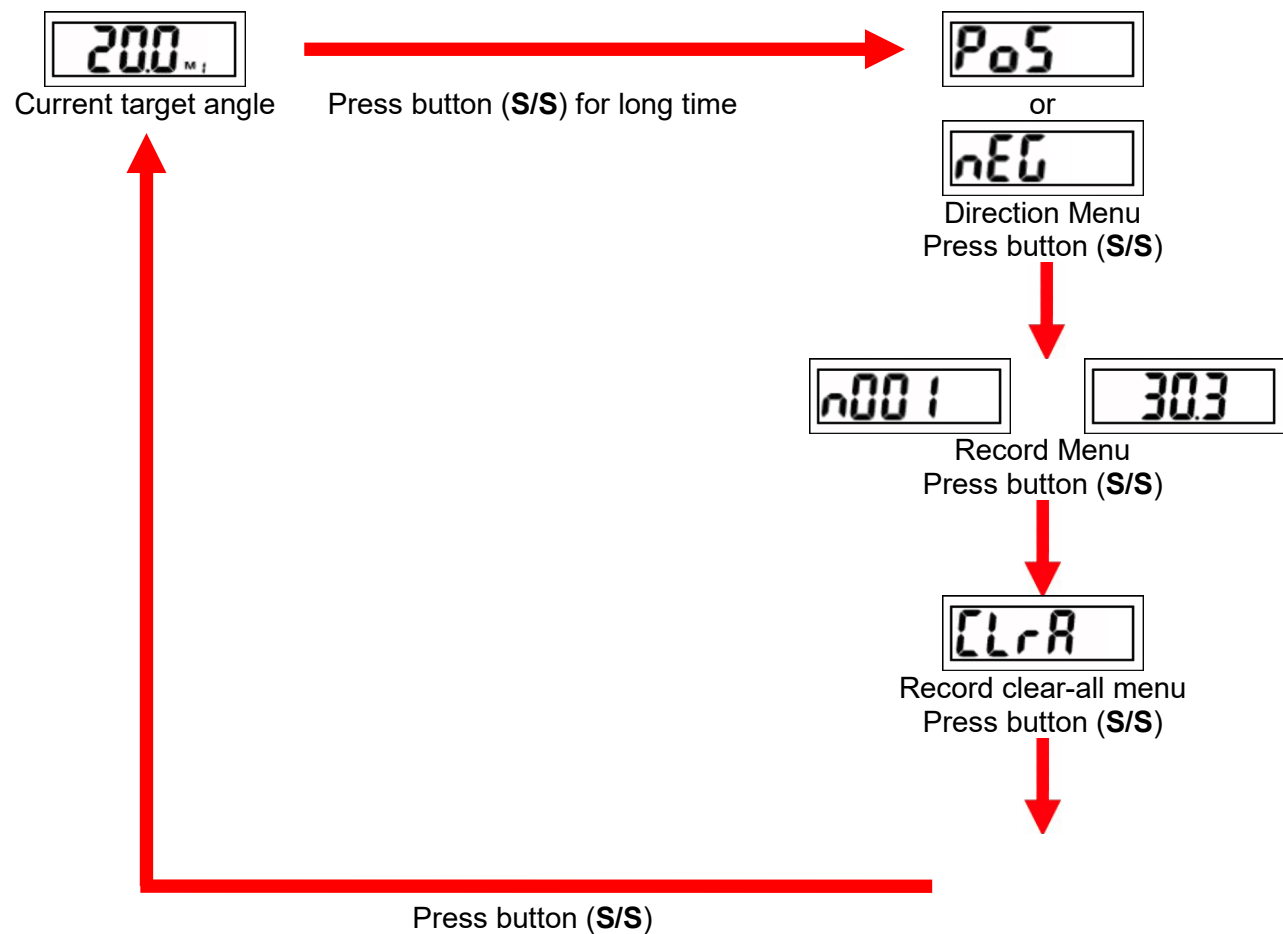 20.0 M1
Current target angle
Press button (S/S) for long time
PoS
or
nEG
Direction Menu
Press button (S/S)
n001
30.3
Record Menu
Press button (S/S)
CLrA
Record clear-all menu
Press button (S/S)
Press button (S/S)